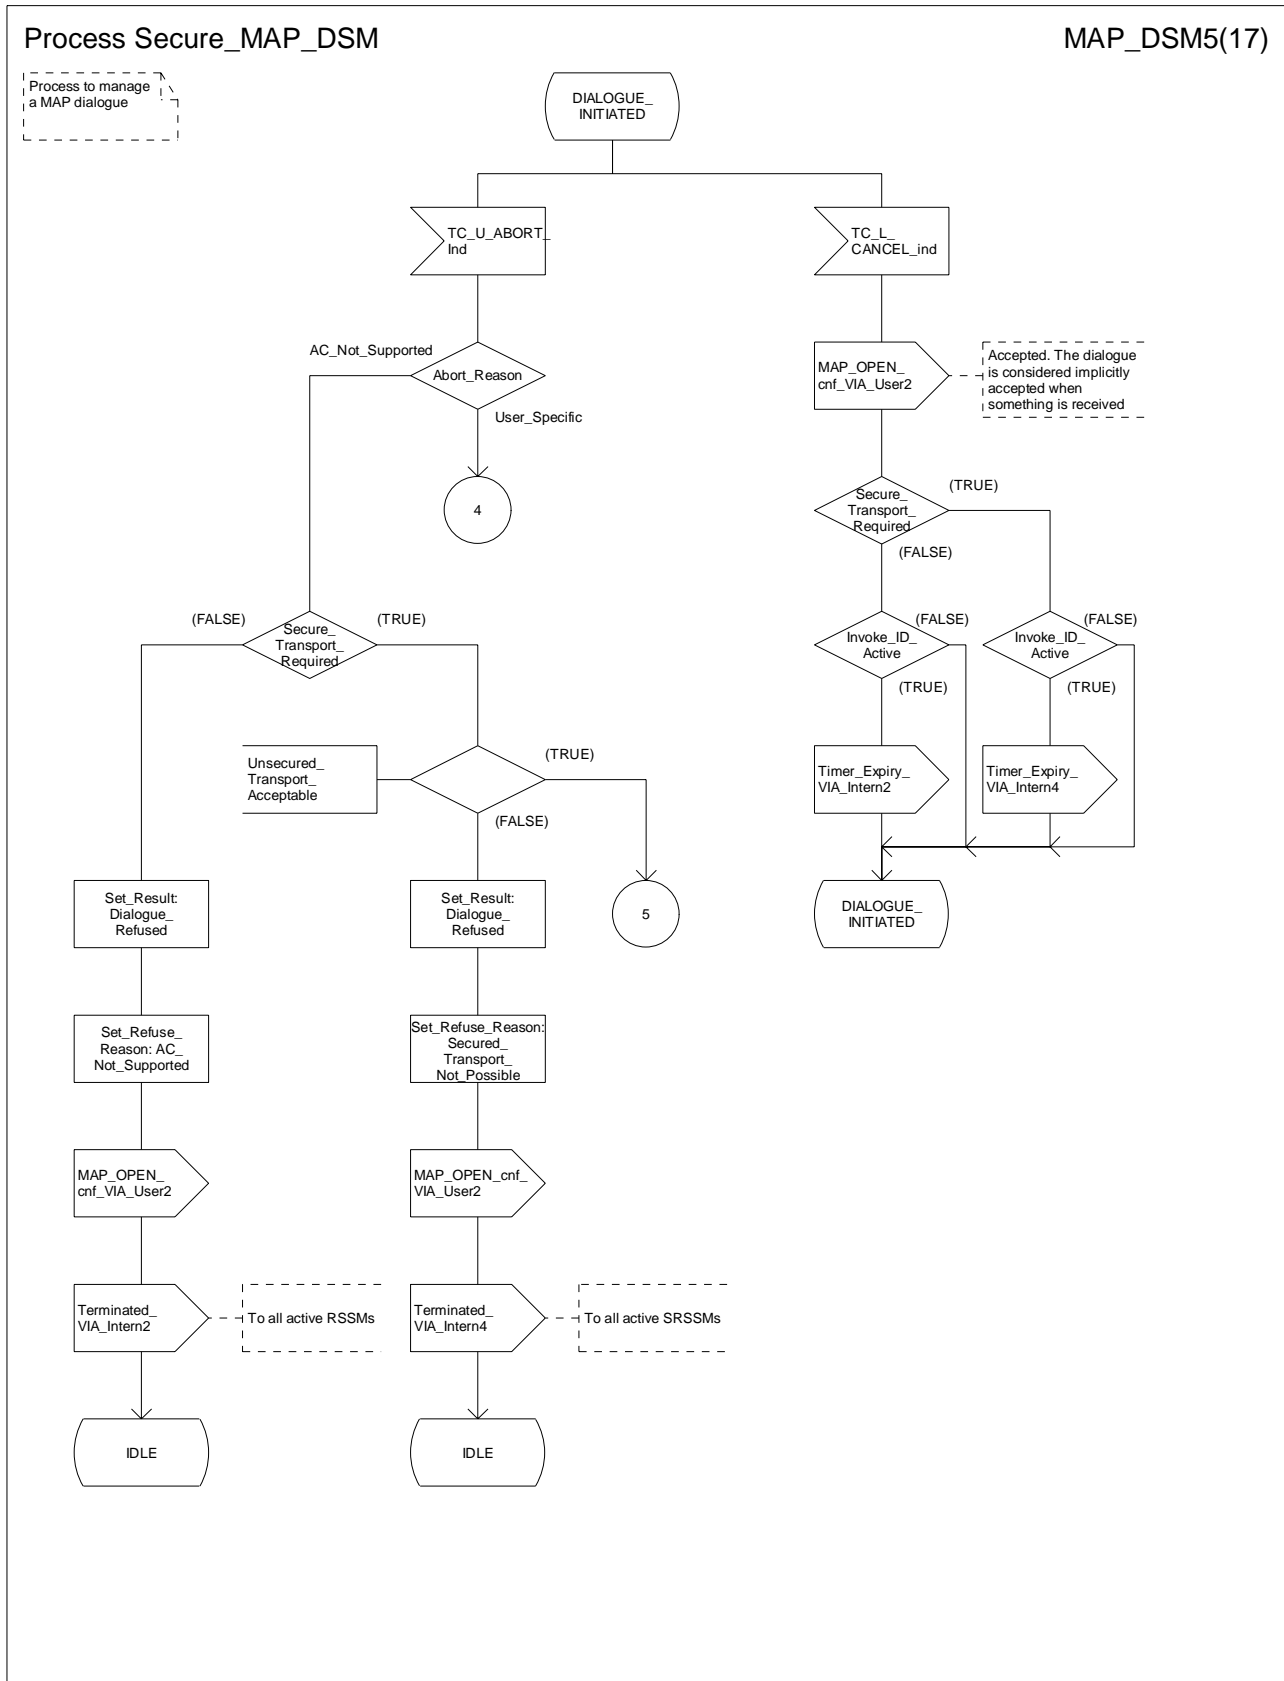 Process Secure_MAP_DSM
MAP_DSM5(17)
Process to manage
a MAP dialogue
DIALOGUE_
INITIATED
TC_U_ABORT_
Ind
TC_L_
CANCEL_ind
AC_Not_Supported
Abort_Reason
User_Specific
4
MAP_OPEN_
cnf_VIA_User2
Accepted. The dialogue
is considered implicitly
accepted when
something is received
Secure_
Transport_
Required
(TRUE)
(FALSE)
(FALSE)
Secure_
Transport_
Required
(TRUE)
Invoke_ID_
Active
(FALSE)
(TRUE)
Invoke_ID_
Active
(FALSE)
(TRUE)
Unsecured_
Transport_
Acceptable
(TRUE)
(FALSE)
Timer_Expiry_
VIA_Intern2
Timer_Expiry_
VIA_Intern4
Set_Result:
Dialogue_
Refused
Set_Result:
Dialogue_
Refused
5
DIALOGUE_
INITIATED
Set_Refuse_
Reason: AC_
Not_Supported
Set_Refuse_Reason:
Secured_
Transport_
Not_Possible
MAP_OPEN_
cnf_VIA_User2
MAP_OPEN_cnf_
VIA_User2
Terminated_
VIA_Intern2
To all active RSSMs
Terminated_
VIA_Intern4
To all active SRSSMs
IDLE
IDLE